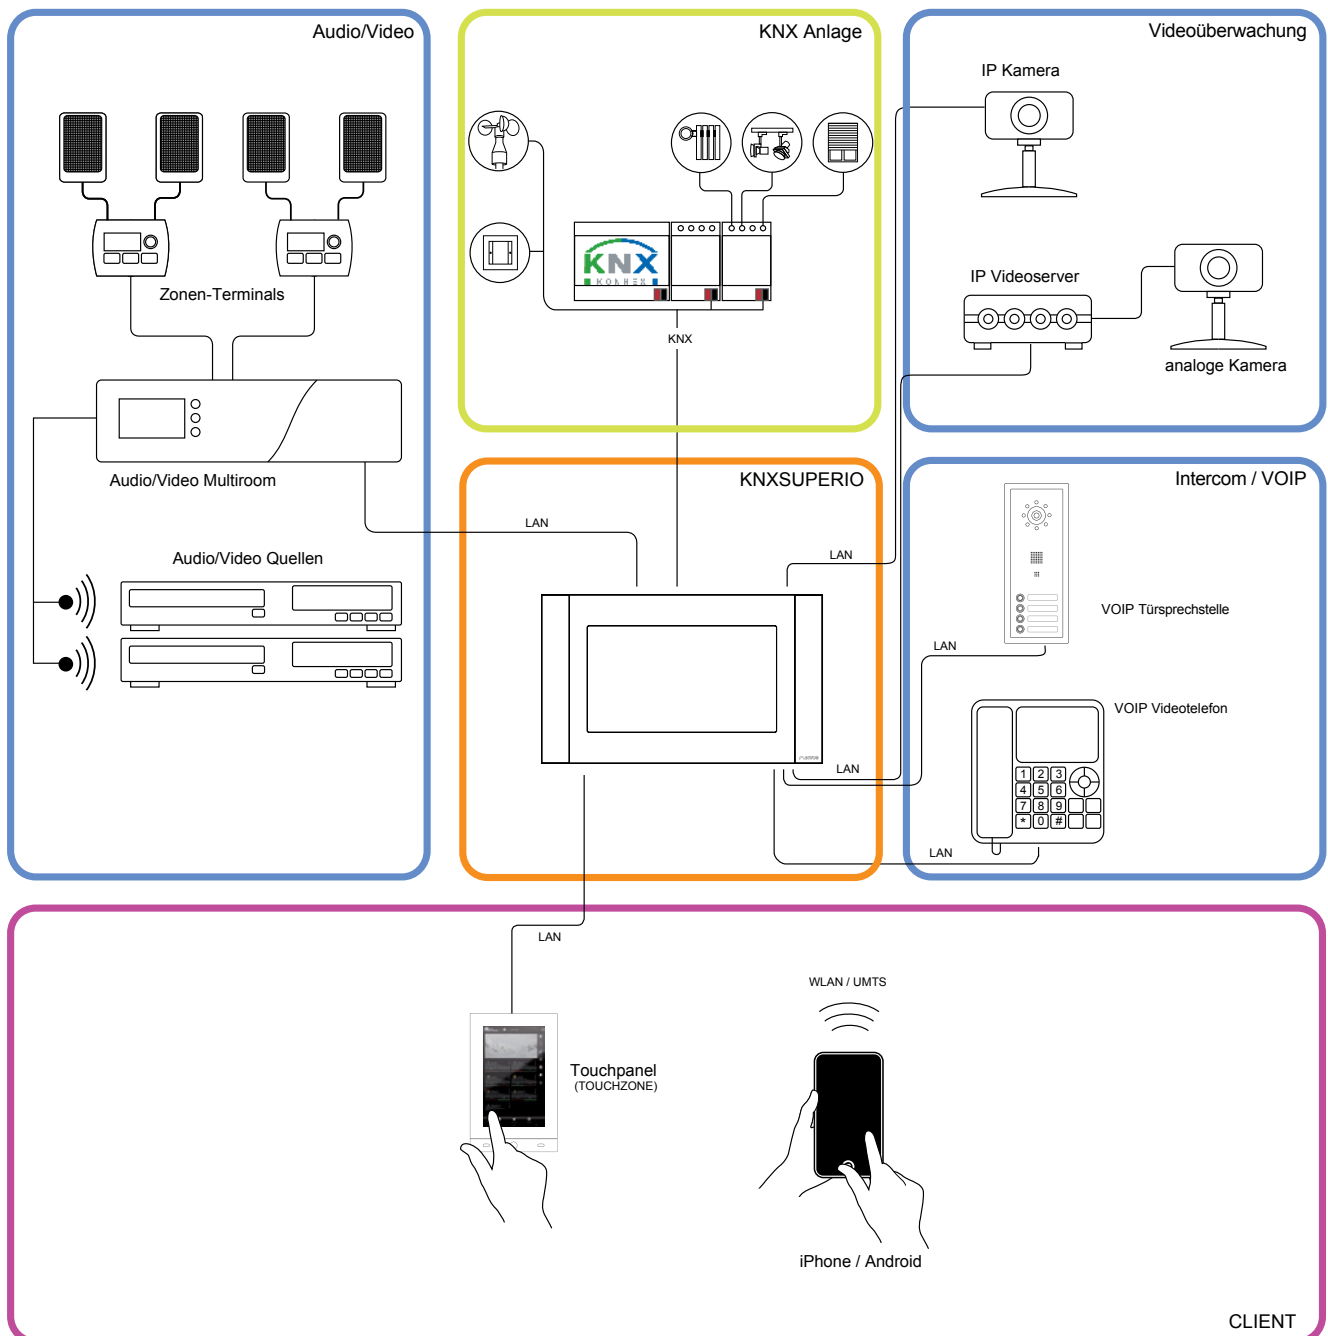 Audio/Video
KNX Anlage
Videoüberwachung
IP Kamera
Zonen-Terminals
KNX
KONNEX
IP Videoserver
analoge Kamera
KNX
Audio/Video Multiroom
KNXSUPERIO
Intercom / VOIP
LAN
LAN
Audio/Video Quellen
VOIP Türsprechstelle
VOIP Videotelefon
LAN
1 2 3
4 5 6
7 8 9
* 0 #
LAN
LAN
WLAN / UMTS
Touchpanel
(TOUCHZONE)
iPhone / Android
CLIENT